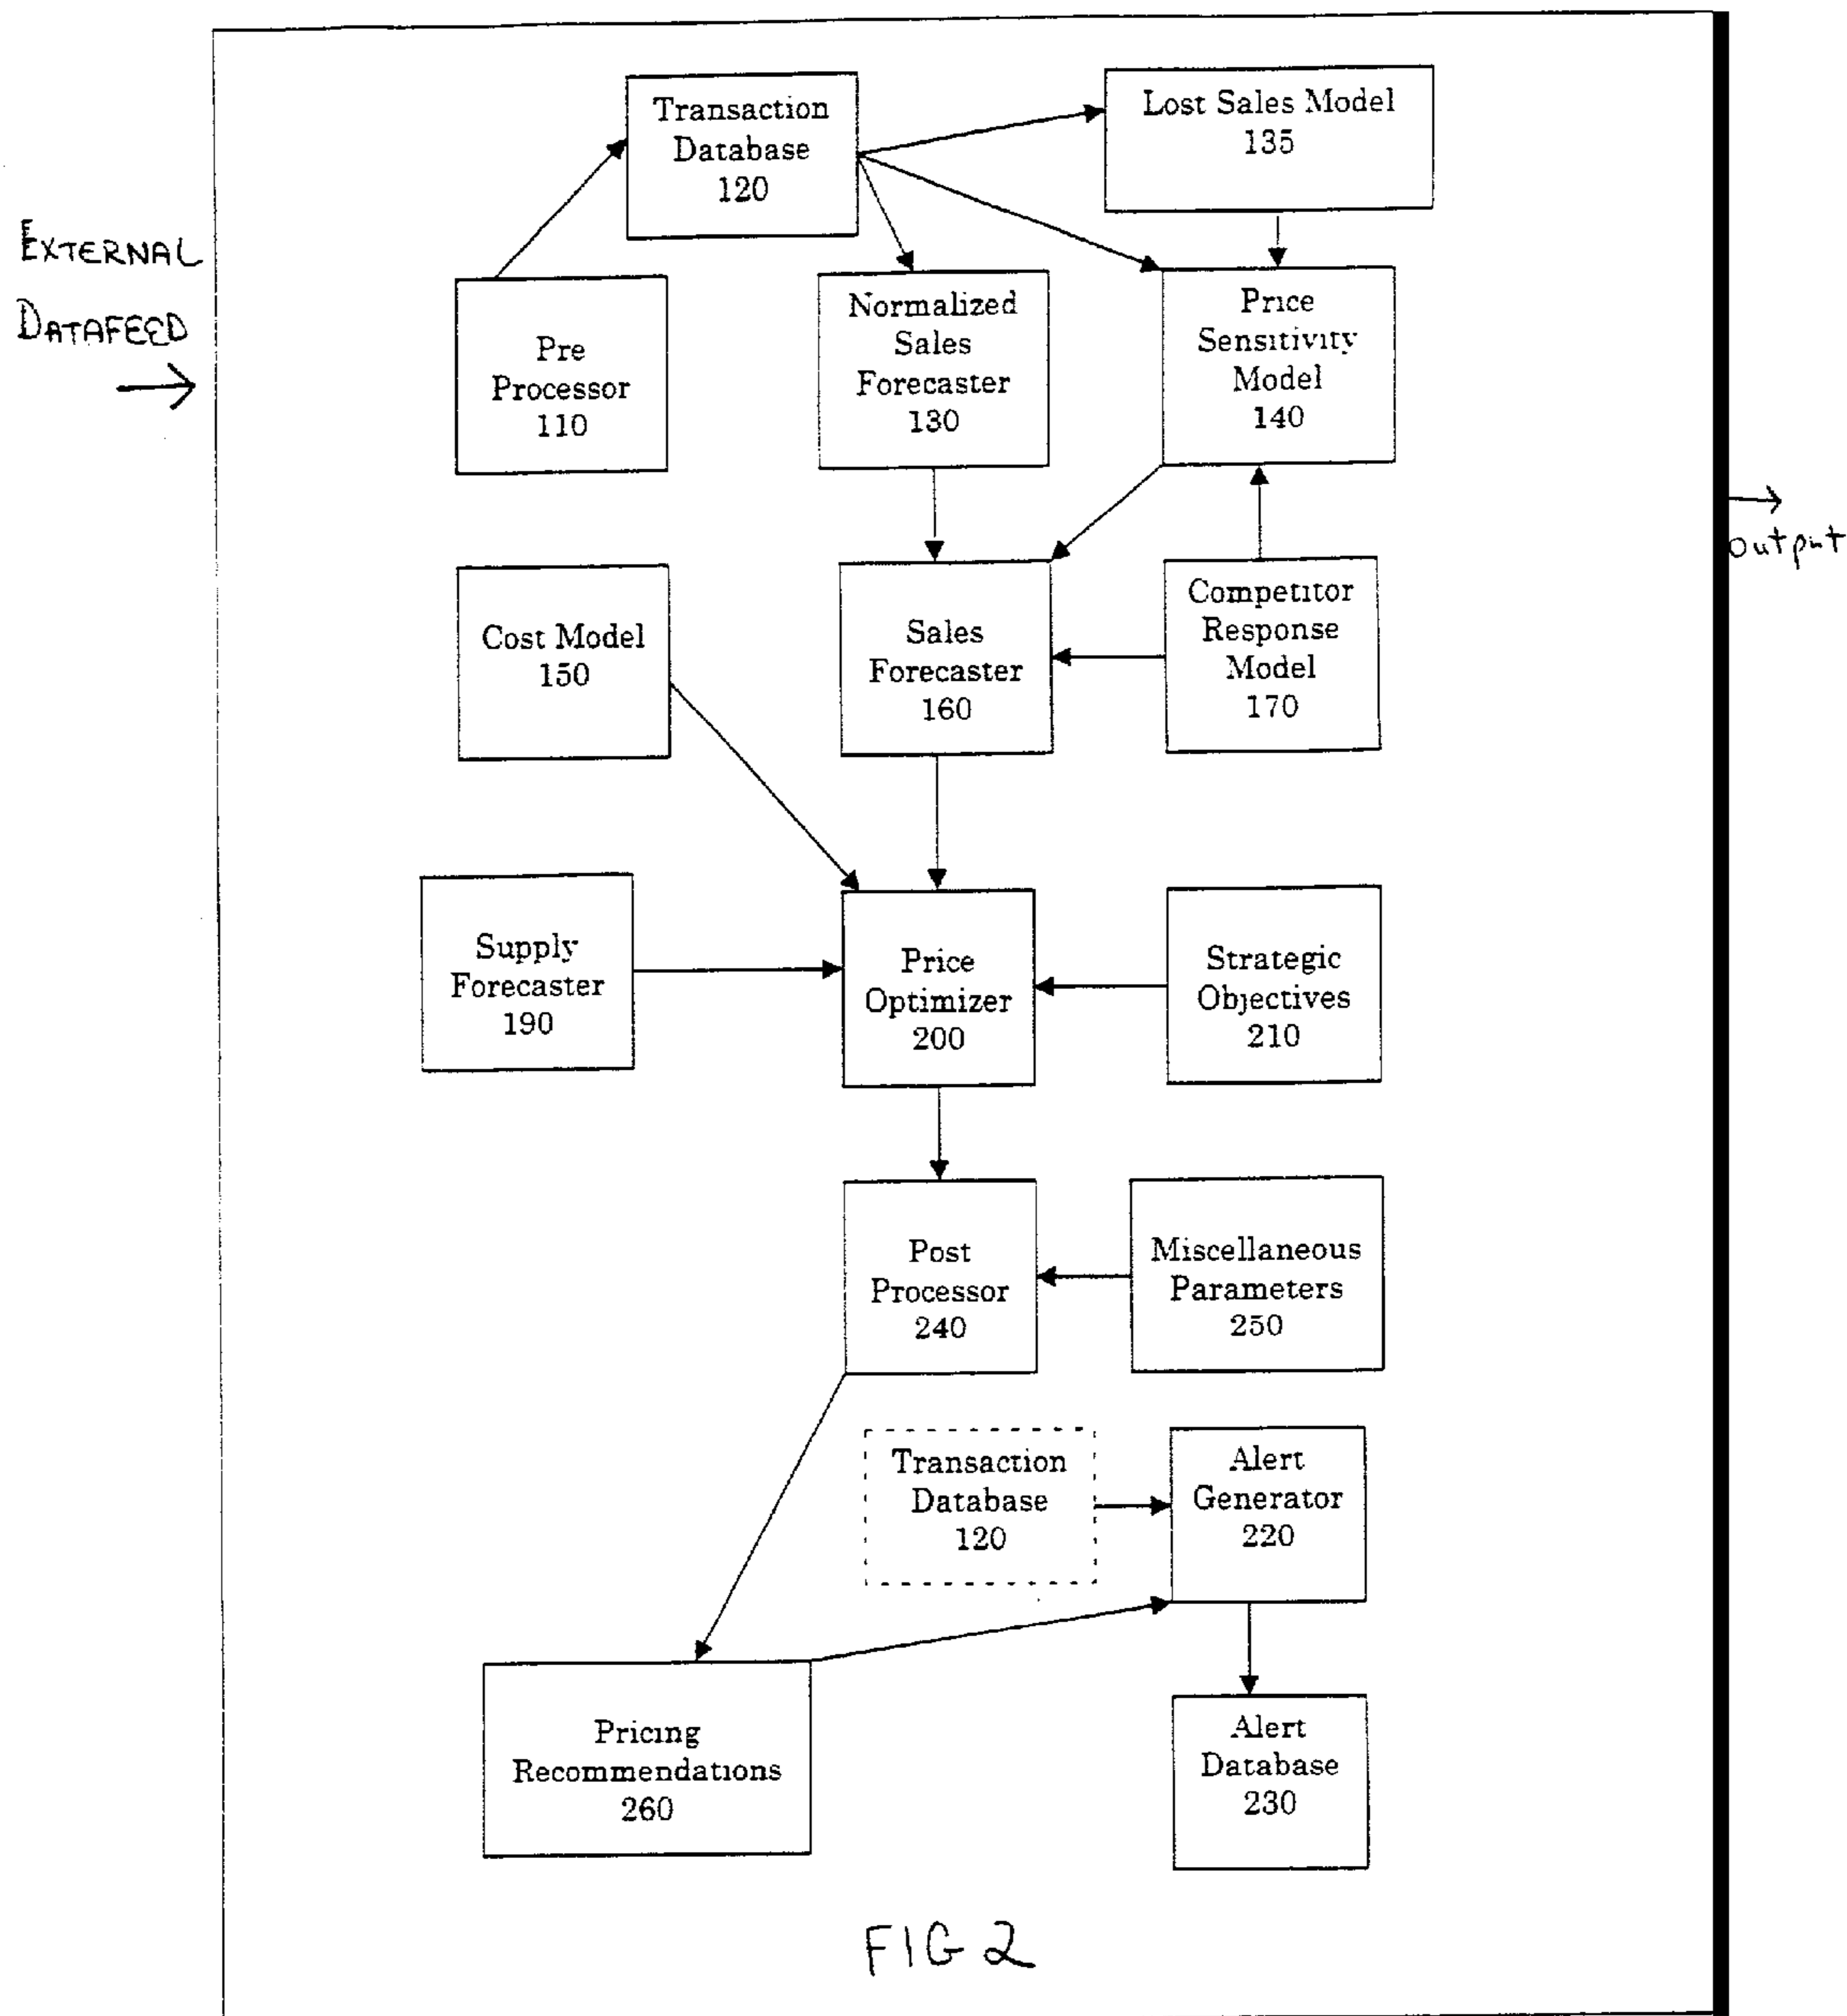 Transaction
Database
120
Lost Sales Model
135
EXTERNAL
DATAFEED
Pre
Processor
110
Normalized
Sales
Forecaster
130
Price
Sensitivity
Model
140
output
Cost Model
150
Sales
Forecaster
160
Competitor
Response
Model
170
Supply
Forecaster
190
Price
Optimizer
200
Strategic
Objectives
210
Post
Processor
240
Miscellaneous
Parameters
250
Transaction
Database
120
Alert
Generator
220
Pricing
Recommendations
260
Alert
Database
230
FIG 2